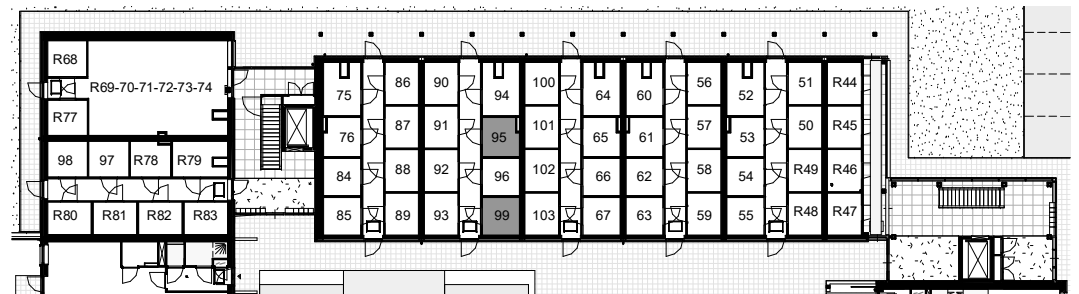 R68
R69-70-71-72-73-74
R77
98 97 R78 R79
R80 R81 R82 R83
75 86 90 94 100 64 60 56 52 51 R44
76 87 91 95 101 65 61 57 53 50 R45
84 88 92 96 102 66 62 58 54 R49 R46
85 89 93 99 103 67 63 59 55 R48 R47